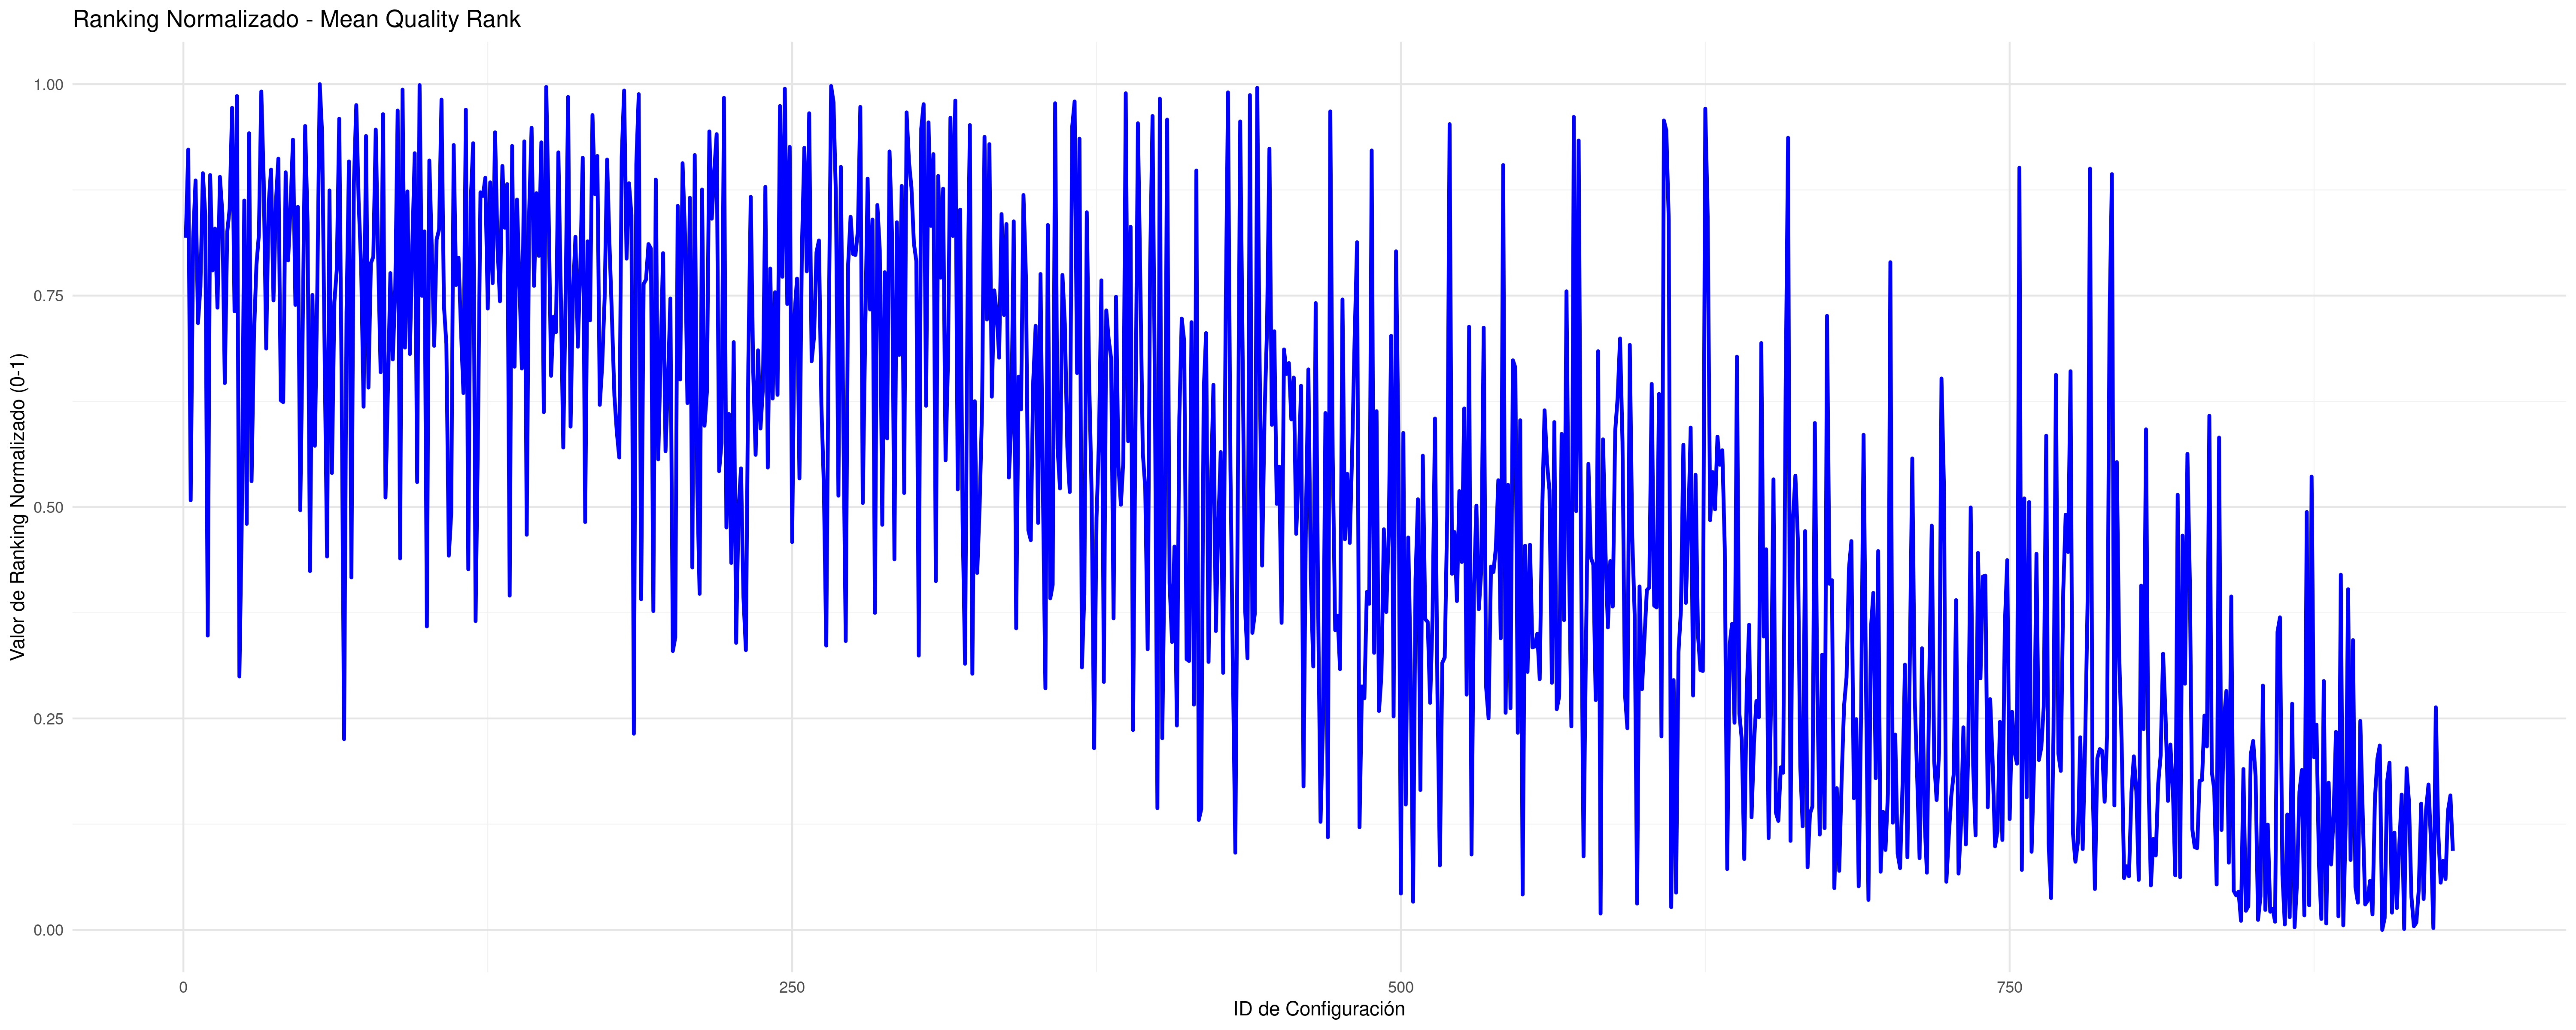 Ranking Normalizado - Mean Quality Rank
Valor de Ranking Normalizado (0-1)
1.00
0.75
0.50
0.25
0.00
0 250 500 750
ID de Configuración